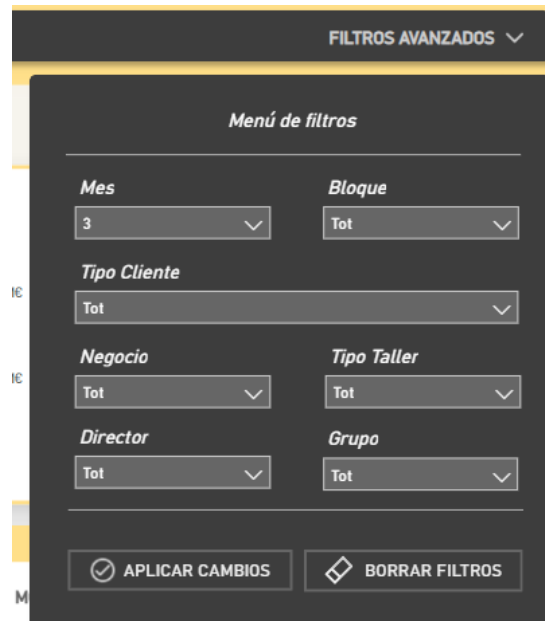 FILTROS AVANZADOS
Menú de filtros
Mes Bloque
3 Tot
Tipo Cliente
Tot
Negocio Tipo Taller
Tot Tot
Director Grupo
Tot Tot
APLICAR CAMBIOS BORRAR FILTROS